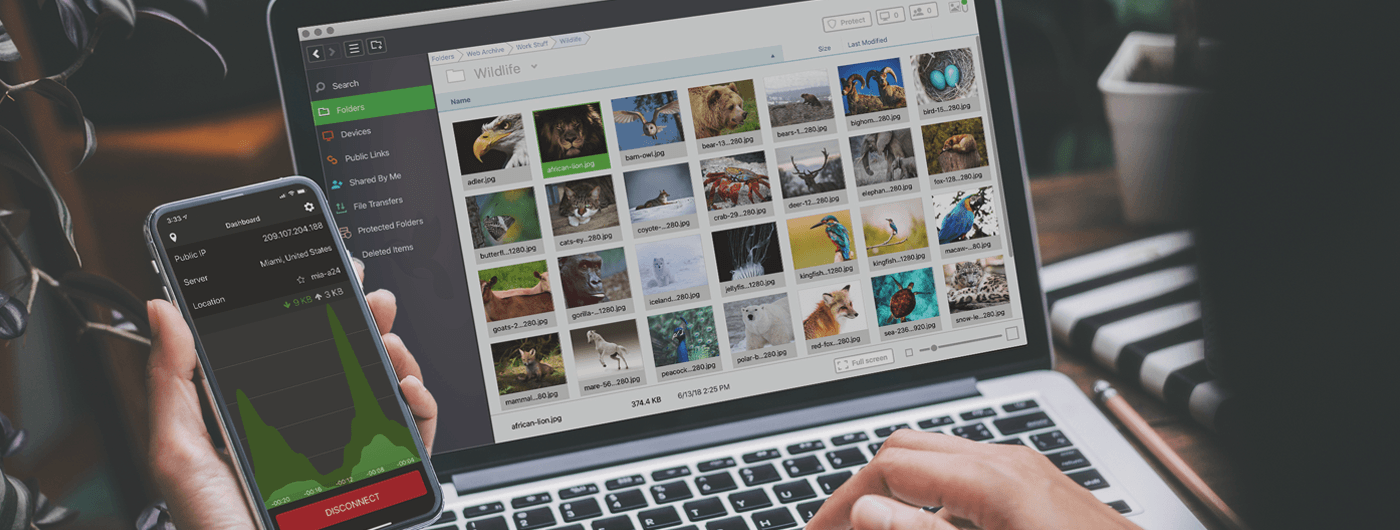 3:33
Dashboard
Public IP
209.107.204.188
Server
Miami, United States
Location
mia-a24
9 KB
3 KB
-00:20
-00:16
-00:12
-00:08
-00:04
DISCONNECT
Search
Folders
Devices
Public Links
Shared By Me
File Transfers
Protected Folders
Deleted Items
Folders
Web Archive
Work Stuff
Wildlife
Protect
0
0
Wildlife
Name
Size
Last Modified
adler.jpg
african-lion.jpg
barn-owl.jpg
bear-13...280.jpg
bears-1...280.jpg
bighorn...280.jpg
bird-15...280.jpg
butterfl...1280.jpg
cats-ey...280.jpg
coyote-...280.jpg
crab-29...280.jpg
deer-12...280.jpg
elephan...280.jpg
fox-128...280.jpg
goats-2...280.jpg
gorilla-...280.jpg
iceland...280.jpg
jellyfis...280.jpg
kingfish...280.jpg
kingfish...1280.jpg
macaw-...80.jpg
mammal...80.jpg
mare-56...280.jpg
peacock...280.jpg
polar-b...280.jpg
red-fox...280.jpg
sea-236...920.jpg
snow-le...280.jpg
Full screen
african-lion.jpg
374.4 KB
6/13/18 2:25 PM